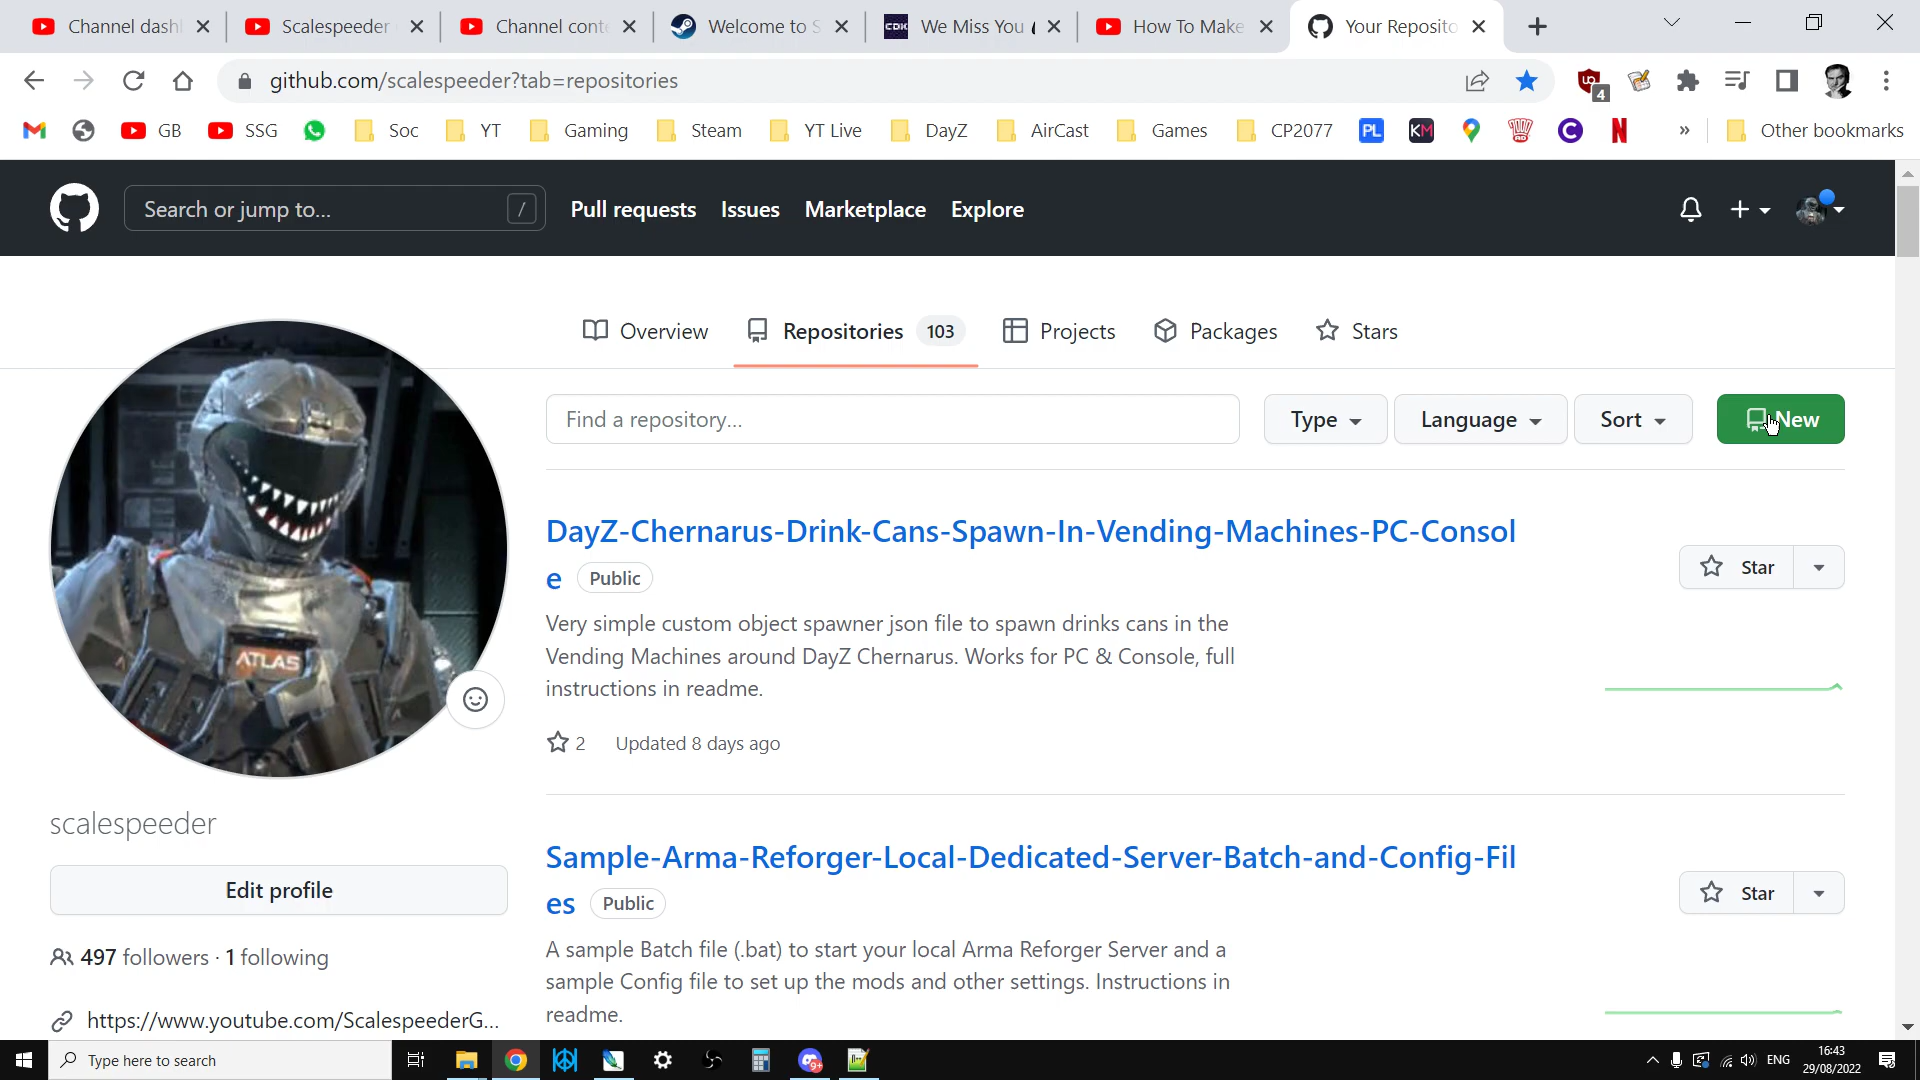 Channel dash
Scalespeeder
Channel cont
Welcome to S
CDK We Miss You
How To Make
Your Reposito
github.com/scalespeeder?tab=repositories
4
GB
SSG
Soc
YT
Gaming
Steam
YT Live
DayZ
AirCast
Games
CP2077
PL
KM
N
»
Other bookmarks
Search or jump to... /
Pull requests
Issues
Marketplace
Explore
Overview
Repositories 103
Projects
Packages
Stars
Find a repository...
Type
Language
Sort
New
DayZ-Chernarus-Drink-Cans-Spawn-In-Vending-Machines-PC-Consol
e Public
Star
Very simple custom object spawner json file to spawn drinks cans in the
Vending Machines around DayZ Chernarus. Works for PC & Console, full
instructions in readme.
2 Updated 8 days ago
ATLAS
scalespeeder
Edit profile
497 followers · 1 following
https://www.youtube.com/ScalespeederG...
Sample-Arma-Reforger-Local-Dedicated-Server-Batch-and-Config-Fil
es Public
Star
A sample Batch file (.bat) to start your local Arma Reforger Server and a
sample Config file to set up the mods and other settings. Instructions in
readme.
Type here to search
ENG
16:43
29/08/2022